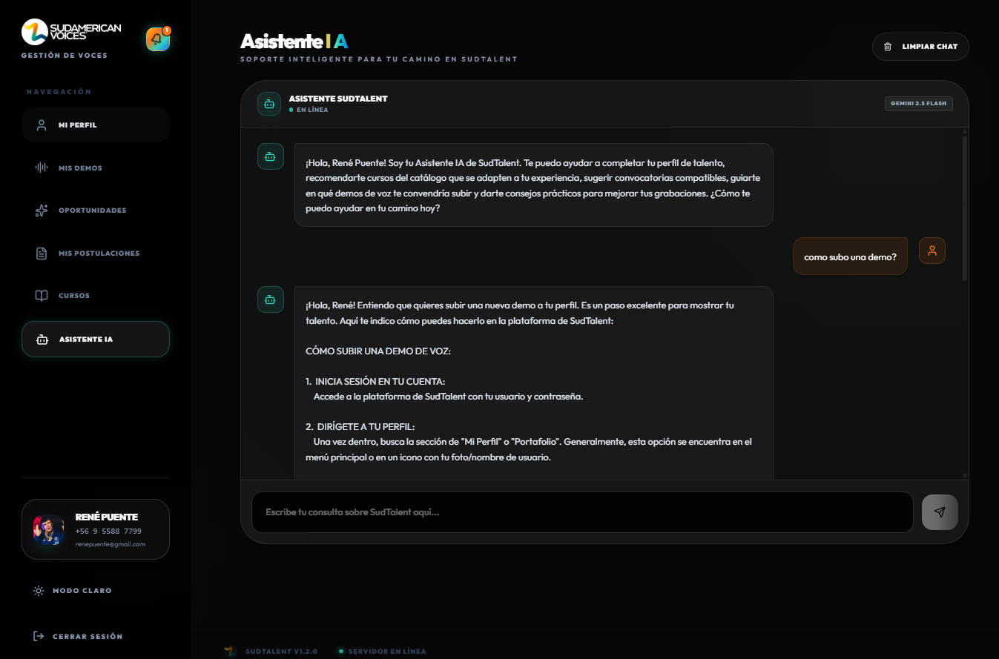 SUDAMERICAN
VOICES
GESTIÓN DE VOCES
1
NAVEGACIÓN
MI PERFIL
MIS DEMOS
OPORTUNIDADES
MIS POSTULACIONES
CURSOS
ASISTENTE IA
RENÉ PUENTE
+56 9 5588 7799
renepuente@gmail.com
MODO CLARO
CERRAR SESIÓN
Asistente IA
SOPORTE INTELIGENTE PARA TU CAMINO EN SUDTALENT
LIMPIAR CHAT
ASISTENTE SUDTALENT
EN LÍNEA
GEMINI 2.5 FLASH
¡Hola, René Puente! Soy tu Asistente IA de SudTalent. Te puedo ayudar a completar tu perfil de talento,
recomendarte cursos del catálogo que se adapten a tu experiencia, sugerir convocatorias compatibles, guiarte
en qué demos de voz te convendría subir y darte consejos prácticos para mejorar tus grabaciones. ¿Cómo te
puedo ayudar en tu camino hoy?
como subo una demo?
¡Hola, René! Entiendo que quieres subir una nueva demo a tu perfil. Es un paso excelente para mostrar tu
talento. Aquí te indico cómo puedes hacerlo en la plataforma de SudTalent:
CÓMO SUBIR UNA DEMO DE VOZ:
1. INICIA SESIÓN EN TU CUENTA:
Accede a la plataforma de SudTalent con tu usuario y contraseña.
2. DIRÍGETE A TU PERFIL:
Una vez dentro, busca la sección de "Mi Perfil" o "Portafolio". Generalmente, esta opción se encuentra en el
menú principal o en un icono con tu foto/nombre de usuario.
Escribe tu consulta sobre SudTalent aquí...
SUDTALENT V1.2.0
SERVIDOR EN LÍNEA